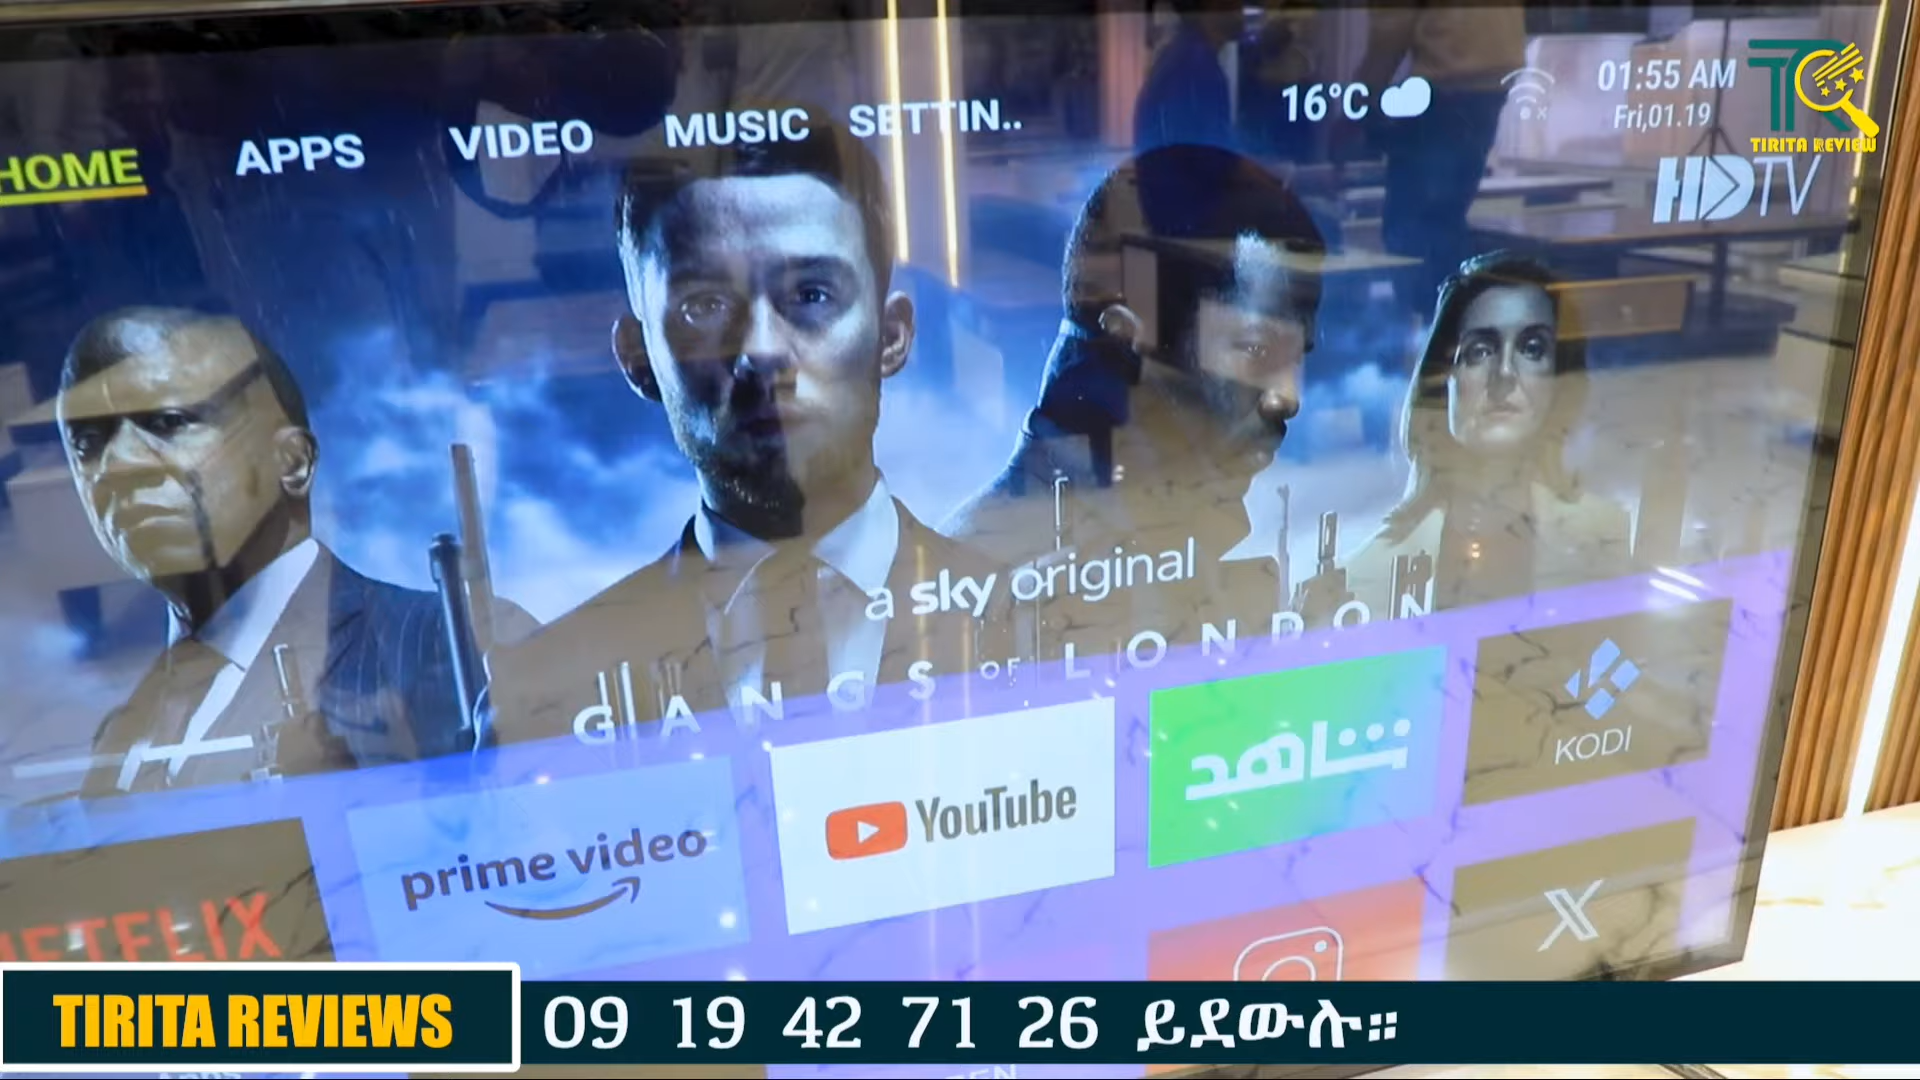 HOME APPS VIDEO MUSIC SETTIN.. 16°C 01:55 AM
Fri,01.19
TIRITA REVIEW
HDTV
a sky original
GANGS OF LONDON
NETFLIX
prime video
YouTube
شاهد
KODI
X
TIRITA REVIEWS
09 19 42 71 26 ይደውሉ።